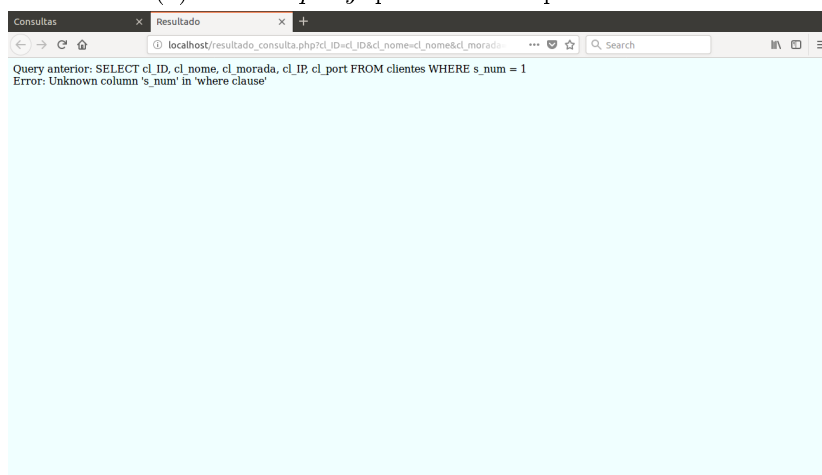 Consultas × Resultado × +
localhost/resultado_consulta.php?cl_ID=cl_ID&cl_nome=cl_nome&cl_morada= Search
Query anterior: SELECT cl_ID, cl_nome, cl_morada, cl_IP, cl_port FROM clientes WHERE s_num = 1
Error: Unknown column 's_num' in 'where clause'